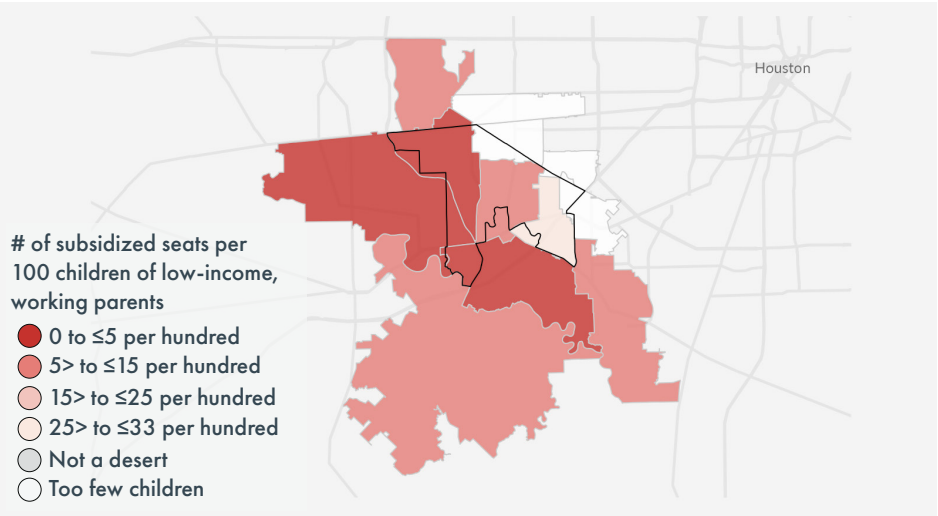 Houston
# of subsidized seats per
100 children of low-income,
working parents
0 to ≤5 per hundred
5> to ≤15 per hundred
15> to ≤25 per hundred
25> to ≤33 per hundred
Not a desert
Too few children